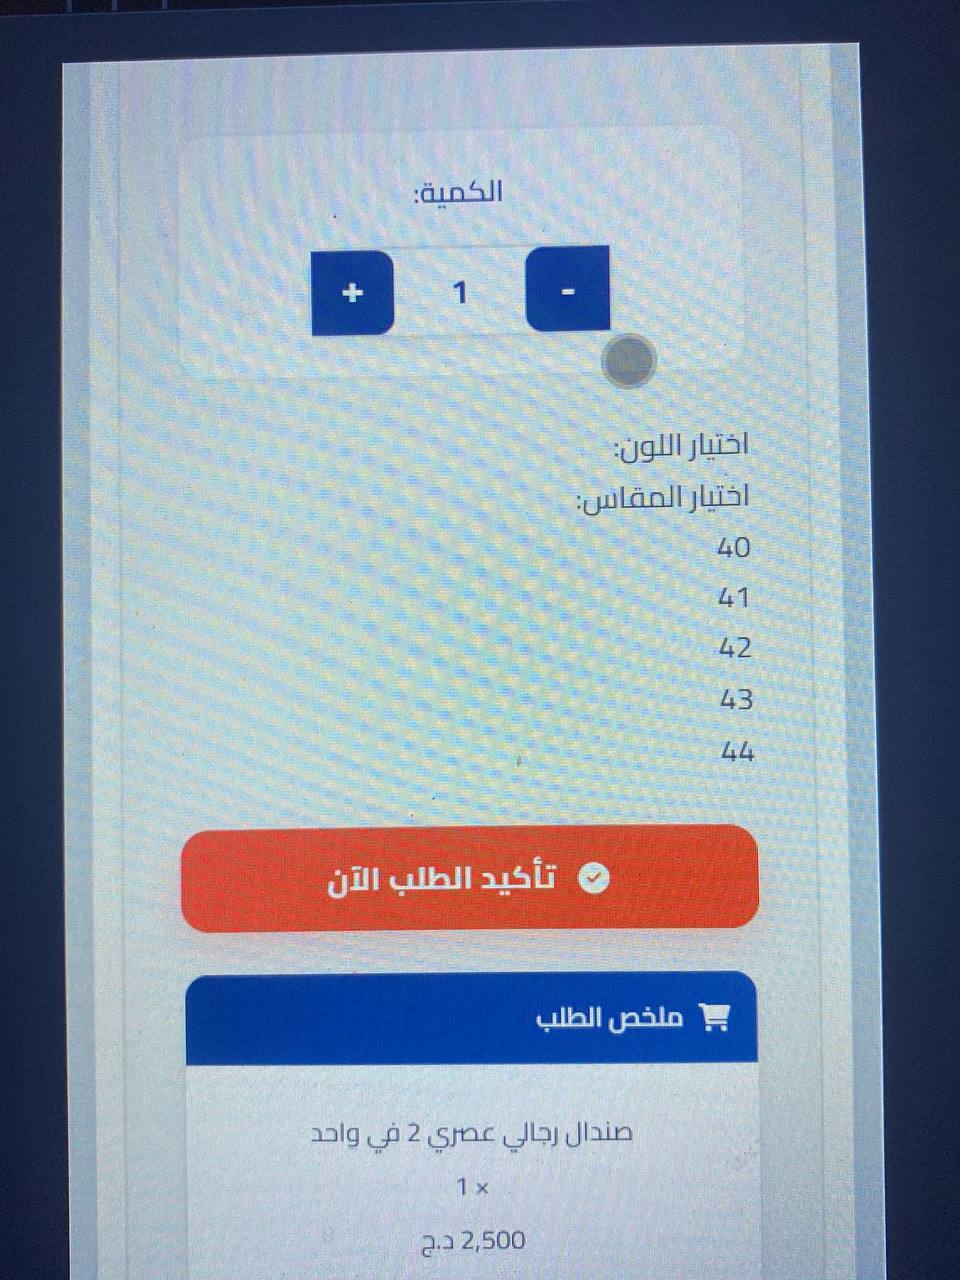 الكمية:
- 1 +
اختيار اللون:
اختيار المقاس:
40
41
42
43
44
تأكيد الطلب الآن
ملخص الطلب
صندال رجالي عصري 2 في واحد
× 1
2,500 د.ج